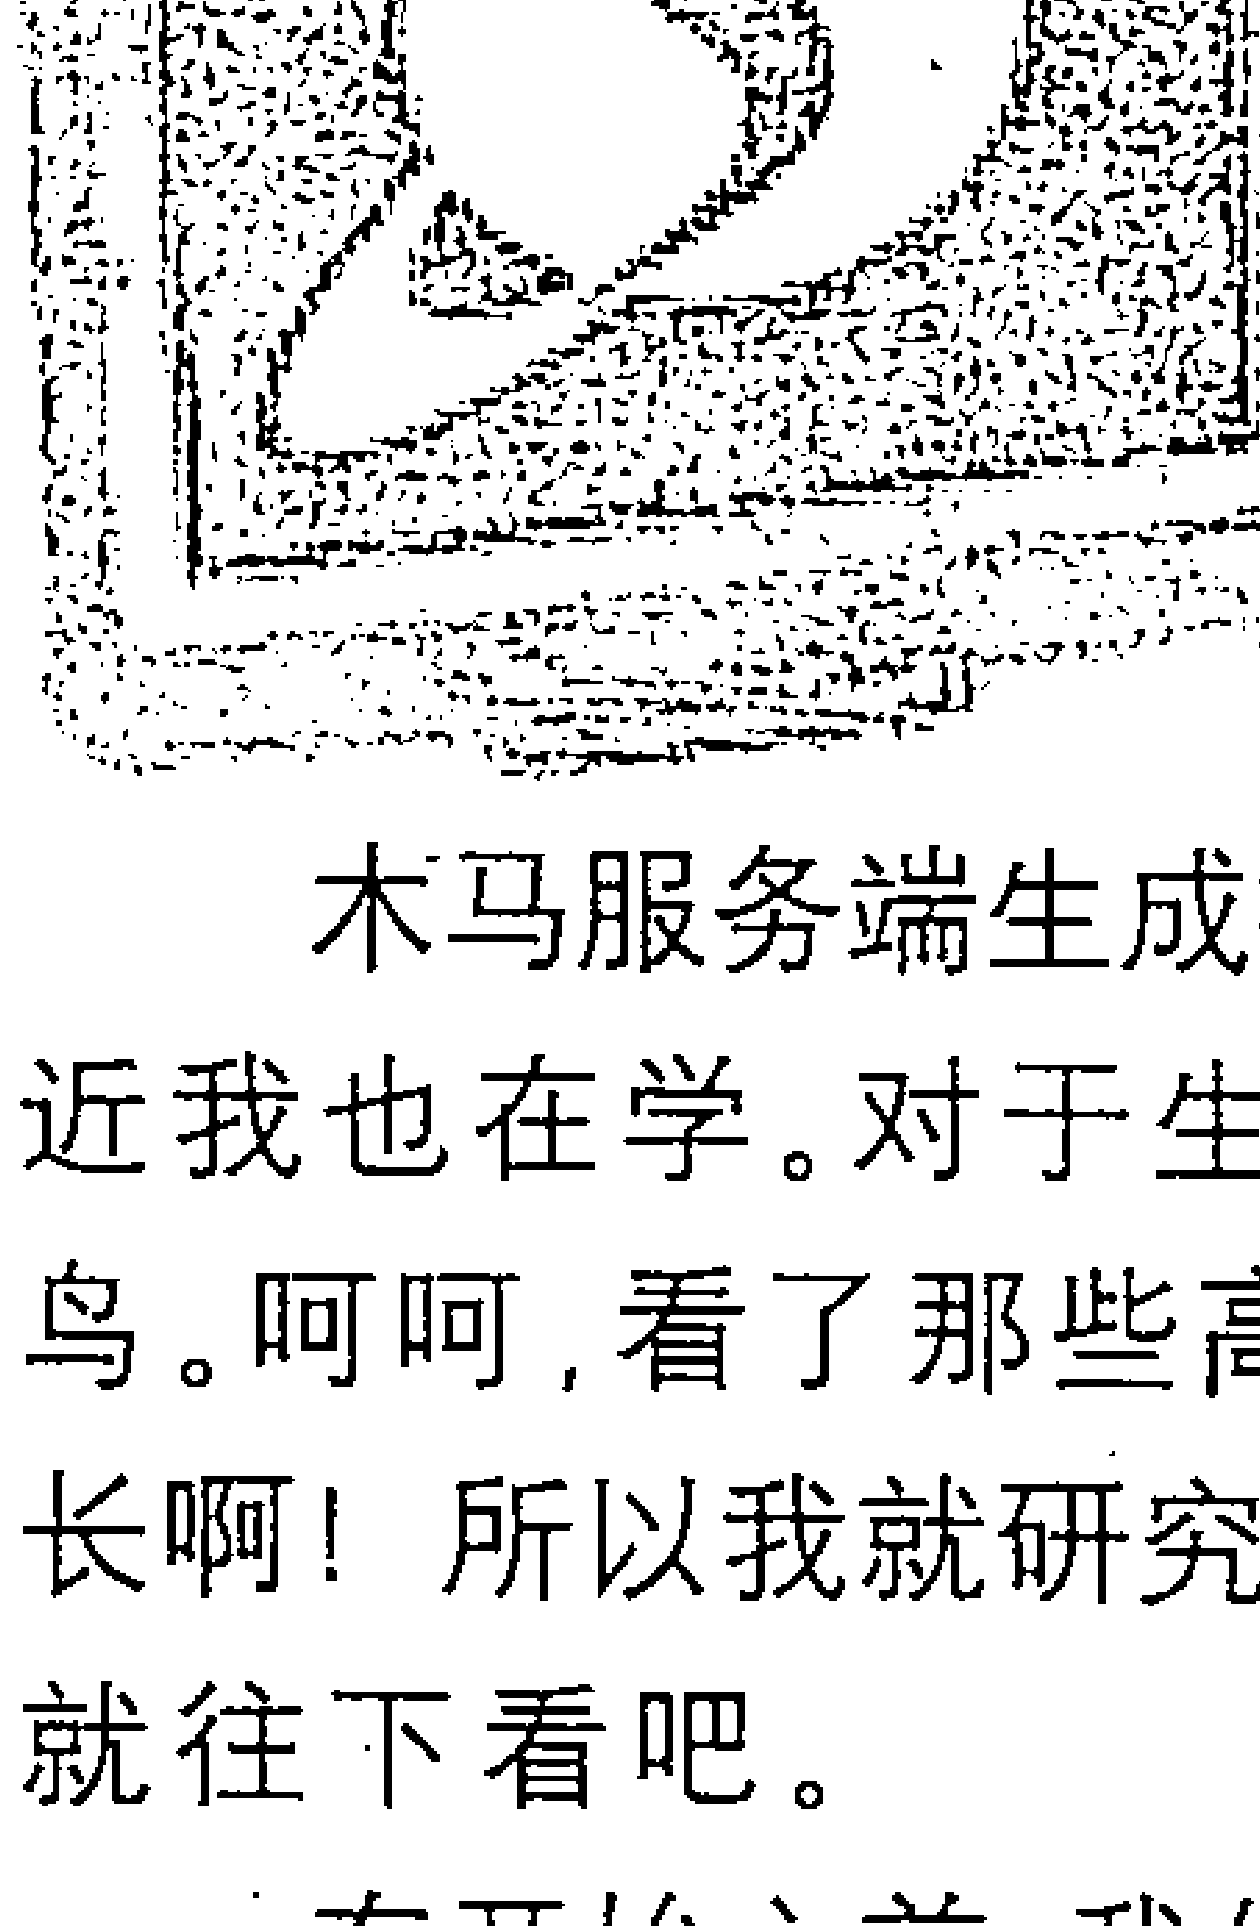 木马服务端生成
近我也在学。对于生
鸟。呵呵，看了那些高
长啊！ 所以我就研究
就往下看吧。